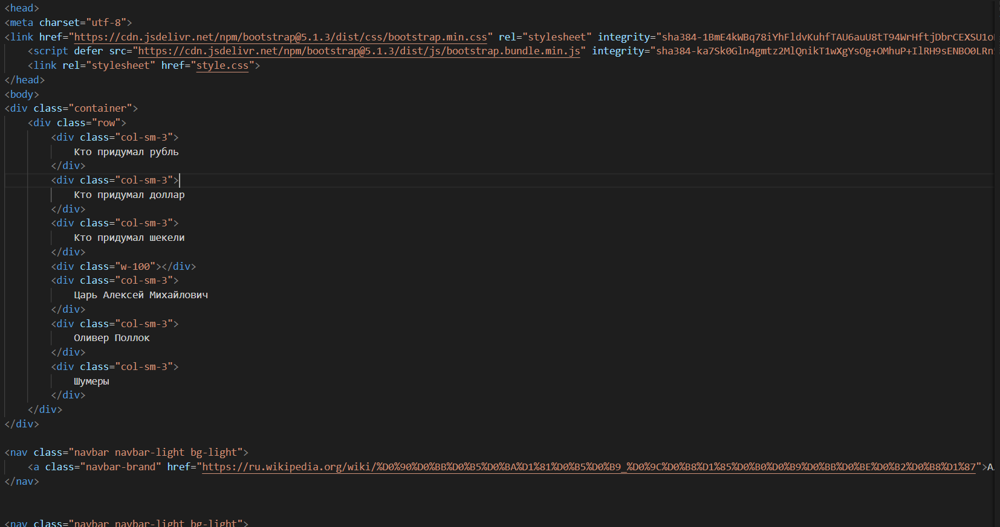 <head>
<meta charset="utf-8">
<link href="https://cdn.jsdelivr.net/npm/bootstrap@5.1.3/dist/css/bootstrap.min.css" rel="stylesheet" integrity="sha384-1BmE4kWBq78iYhFldvKuhfTAU6auU8tT94WrHftjDbrCEXSU1o
<script defer src="https://cdn.jsdelivr.net/npm/bootstrap@5.1.3/dist/js/bootstrap.bundle.min.js" integrity="sha384-ka7Sk0Gln4gmtz2MlQnikT1wXgYsOg+OMhuP+IlRH9sENBO0LRn
<link rel="stylesheet" href="style.css">
</head>
<body>
<div class="container">
<div class="row">
<div class="col-sm-3">
Кто придумал рубль
</div>
<div class="col-sm-3">
Кто придумал доллар
</div>
<div class="col-sm-3">
Кто придумал шекели
</div>
<div class="w-100"></div>
<div class="col-sm-3">
Царь Алексей Михайлович
</div>
<div class="col-sm-3">
Оливер Поллок
</div>
<div class="col-sm-3">
Шумеры
</div>
</div>
</div>
<nav class="navbar navbar-light bg-light">
<a class="navbar-brand" href="https://ru.wikipedia.org/wiki/%D0%90%D0%BB%D0%B5%D0%BA%D1%81%D0%B5%D0%B9_%D0%9C%D0%B8%D1%85%D0%B0%D0%B9%D0%BB%D0%BE%D0%B2%D0%B8%D1%87">А
</nav>
<nav class="navbar navbar-light bg-light">